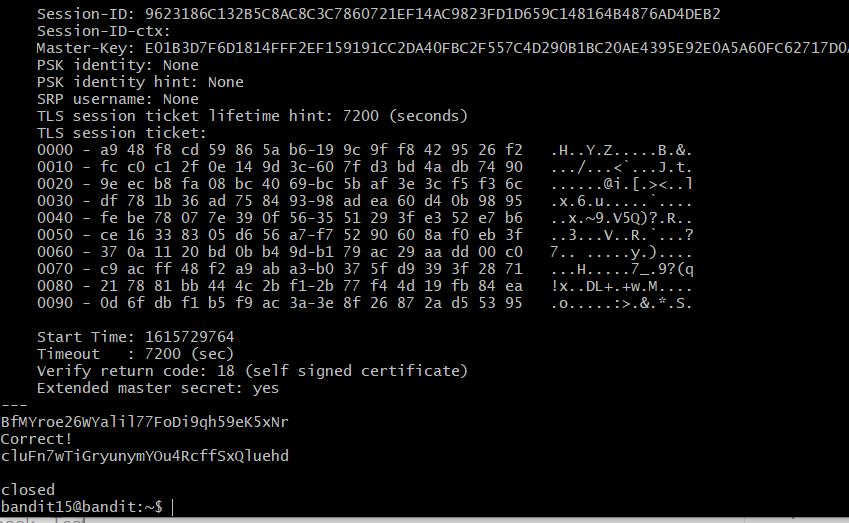 Session-ID: 9623186C132B5C8AC8C3C7860721EF14AC9823FD1D659C148164B4876AD4DEB2
Session-ID-ctx:
Master-Key: E01B3D7F6D1814FFF2EF159191CC2DA40FBC2F557C4D290B1BC20AE4395E92E0A5A60FC62717D0A
PSK identity: None
PSK identity hint: None
SRP username: None
TLS session ticket lifetime hint: 7200 (seconds)
TLS session ticket:
0000 - a9 48 f8 cd 59 86 5a b6-19 9c 9f f8 42 95 26 f2   .H..Y.Z.....B.&.
0010 - fc c0 c1 2f 0e 14 9d 3c-60 7f d3 bd 4a db 74 90   .../...<`...J.t.
0020 - 9e ec b8 fa 08 bc 40 69-bc 5b af 3e 3c f5 f3 6c   ......@i.[.><..l
0030 - df 78 1b 36 ad 75 84 93-98 ad ea 60 d4 0b 98 95   .x.6.u.....`....
0040 - fe be 78 07 7e 39 0f 56-35 51 29 3f e3 52 e7 b6   ..x.~9.V5Q)?.R..
0050 - ce 16 33 83 05 d6 56 a7-f7 52 90 60 8a f0 eb 3f   ..3...V..R.`...?
0060 - 37 0a 11 20 bd 0b b4 9d-b1 79 ac 29 aa dd 00 c0   7.. .....y.)....
0070 - c9 ac ff 48 f2 a9 ab a3-b0 37 5f d9 39 3f 28 71   ...H.....7_.9?(q
0080 - 21 78 81 bb 44 4c 2b f1-2b 77 f4 4d 19 fb 84 ea   !x..DL+.+w.M....
0090 - 0d 6f db f1 b5 f9 ac 3a-3e 8f 26 87 2a d5 53 95   .o.....:>.&.*.S.
Start Time: 1615729764
Timeout   : 7200 (sec)
Verify return code: 18 (self signed certificate)
Extended master secret: yes
---
BfMYroe26WYalil77FoDi9qh59eK5xNr
Correct!
cluFn7wTiGryunymYOu4RcffSxQluehd
closed
bandit15@bandit:~$